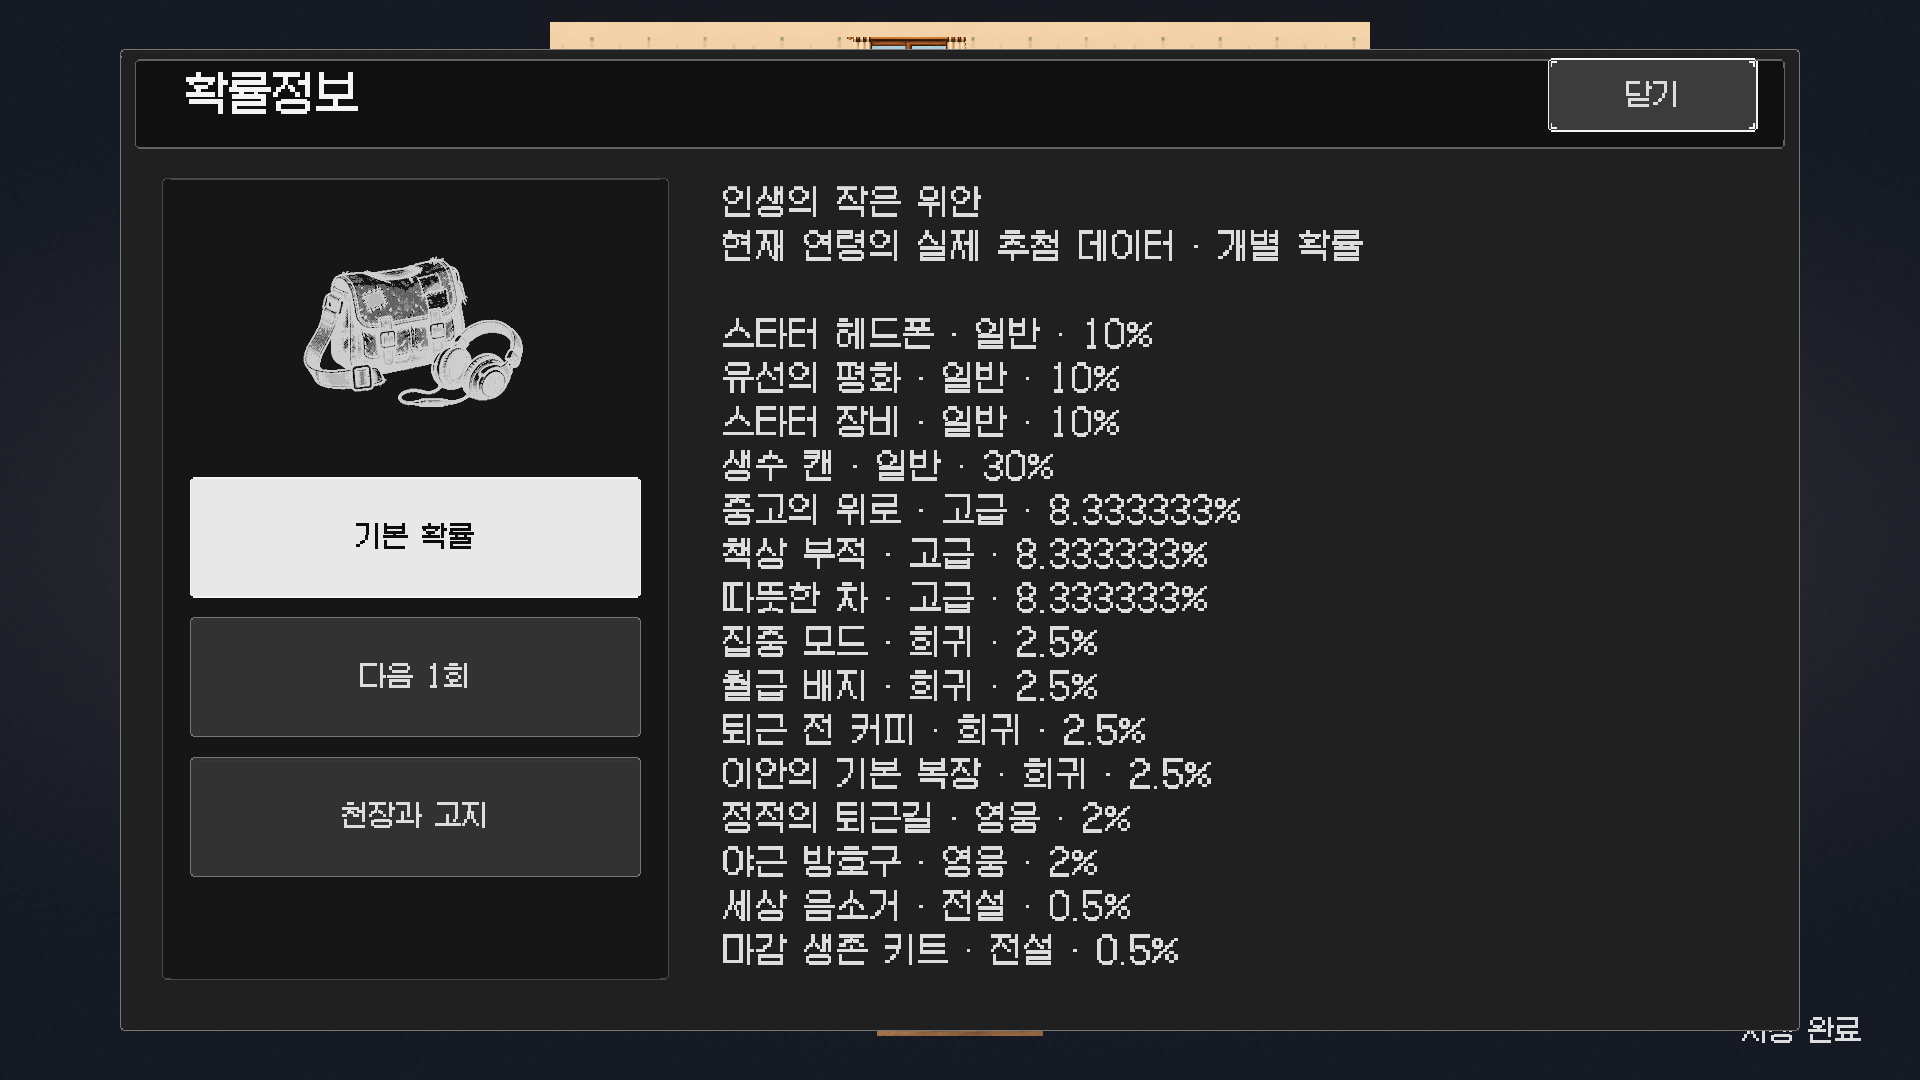 확률정보
닫기
인생의 작은 위안
현재 연령의 실제 추첨 데이터 · 개별 확률
스타터 헤드폰 · 일반 · 10%
유선의 평화 · 일반 · 10%
스타터 장비 · 일반 · 10%
생수 캔 · 일반 · 30%
중고의 위로 · 고급 · 8.333333%
책상 부적 · 고급 · 8.333333%
따뜻한 차 · 고급 · 8.333333%
집중 모드 · 희귀 · 2.5%
월급 배지 · 희귀 · 2.5%
퇴근 전 커피 · 희귀 · 2.5%
이안의 기본 복장 · 희귀 · 2.5%
정적의 퇴근길 · 영웅 · 2%
야근 방호구 · 영웅 · 2%
세상 음소거 · 전설 · 0.5%
마감 생존 키트 · 전설 · 0.5%
기본 확률
다음 1회
천장과 고지
완료